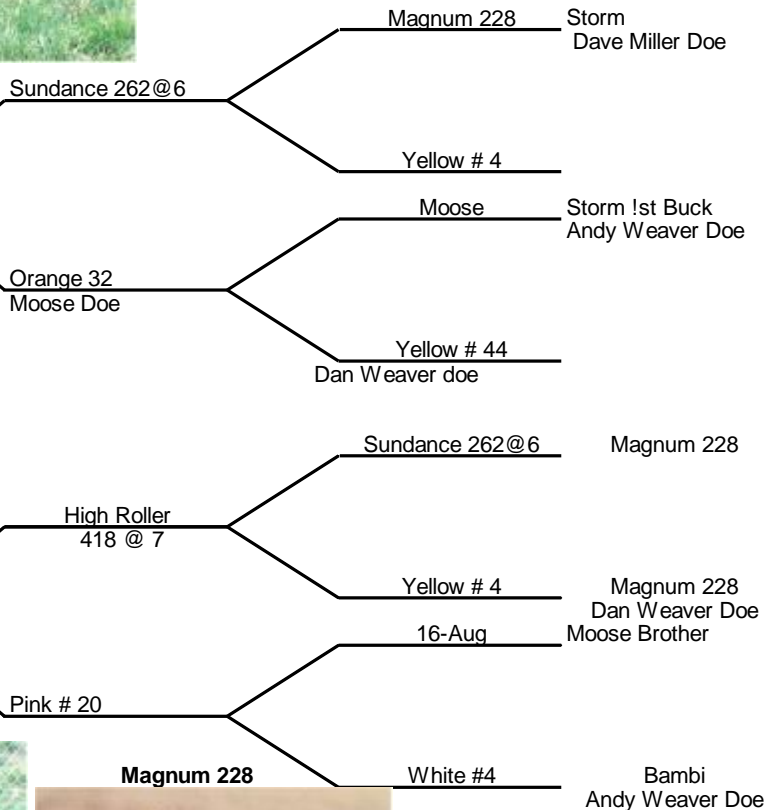 Magnum 228 Storm
Dave Miller Doe
Sundance 262@6
Yellow # 4
Moose Storm !st Buck
Andy Weaver Doe
Orange 32
Moose Doe
Yellow # 44
Dan Weaver doe
Sundance 262@6 Magnum 228
High Roller
418 @ 7
Yellow # 4 Magnum 228
Dan Weaver Doe
16-Aug Moose Brother
Pink # 20
Magnum 228 White #4 Bambi
Andy Weaver Doe